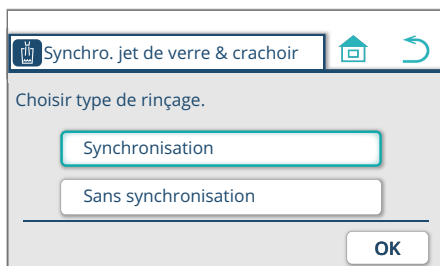 Synchro. jet de verre & crachoir
Choisir type de rinçage.
Synchronisation
Sans synchronisation
OK